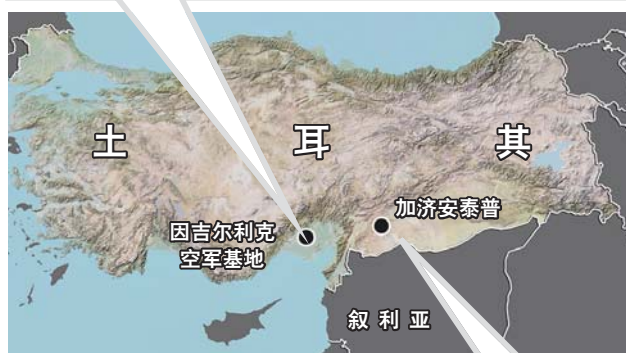 土 耳 其
加济安泰普
因吉尔利克
空军基地
叙 利 亚